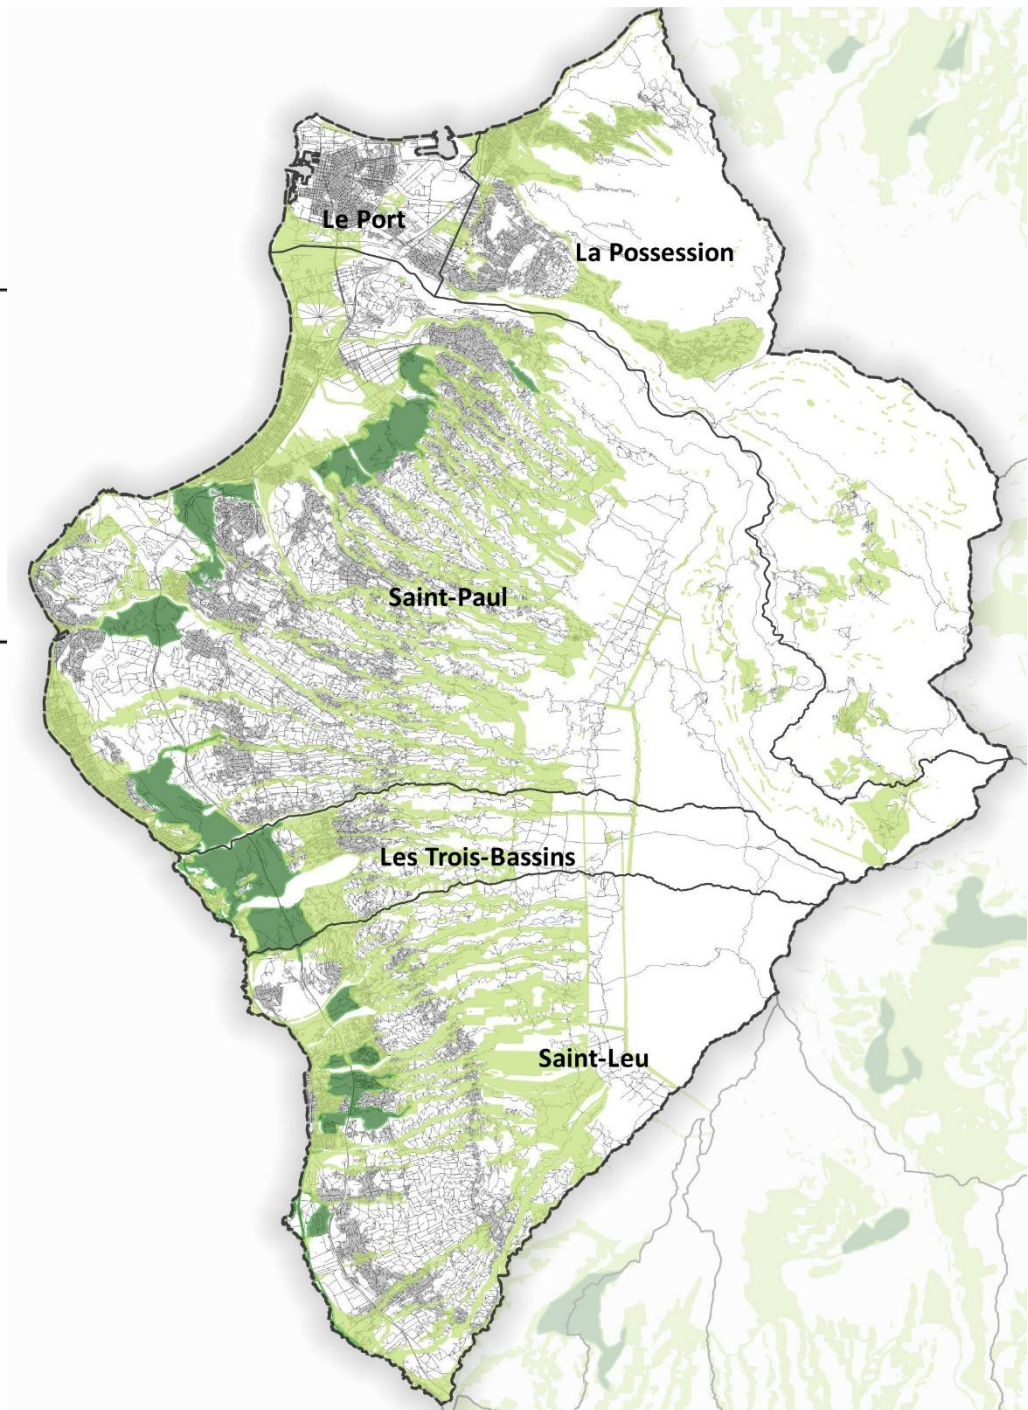 Le Port
La Possession
Saint-Paul
Les Trois-Bassins
Saint-Leu